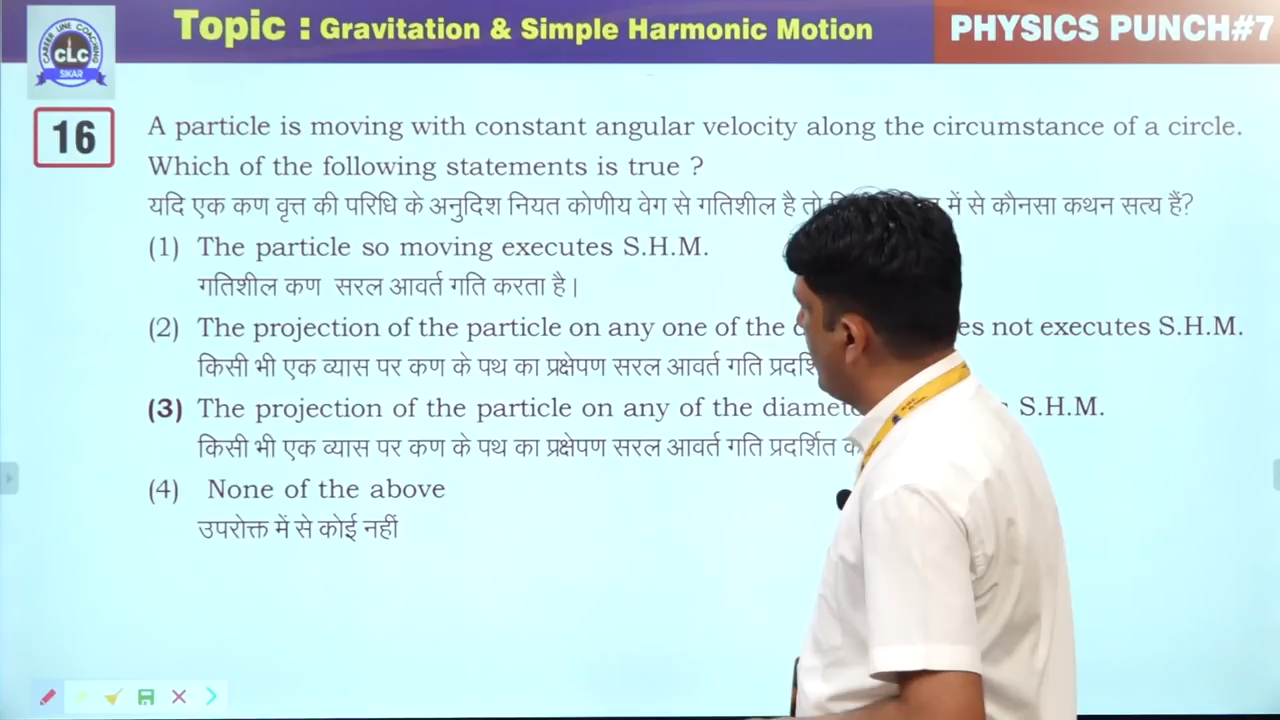 Topic : Gravitation & Simple Harmonic Motion
PHYSICS PUNCH#7
CAREER LINE COACHING
CLC
SIKAR
16
A particle is moving with constant angular velocity along the circumstance of a circle.
Which of the following statements is true ?
यदि एक कण वृत्त की परिधि के अनुदिश नियत कोणीय वेग से गतिशील है तो में से कौनसा कथन सत्य हैं?
(1) The particle so moving executes S.H.M.
गतिशील कण सरल आवर्त गति करता है।
(2) The projection of the particle on any one of the es not executes S.H.M.
किसी भी एक व्यास पर कण के पथ का प्रक्षेपण सरल आवर्त गति
(3) The projection of the particle on any of the S.H.M.
किसी भी एक व्यास पर कण के पथ का प्रक्षेपण सरल आवर्त गति प्रदर्शित
(4) None of the above
उपरोक्त में से कोई नहीं